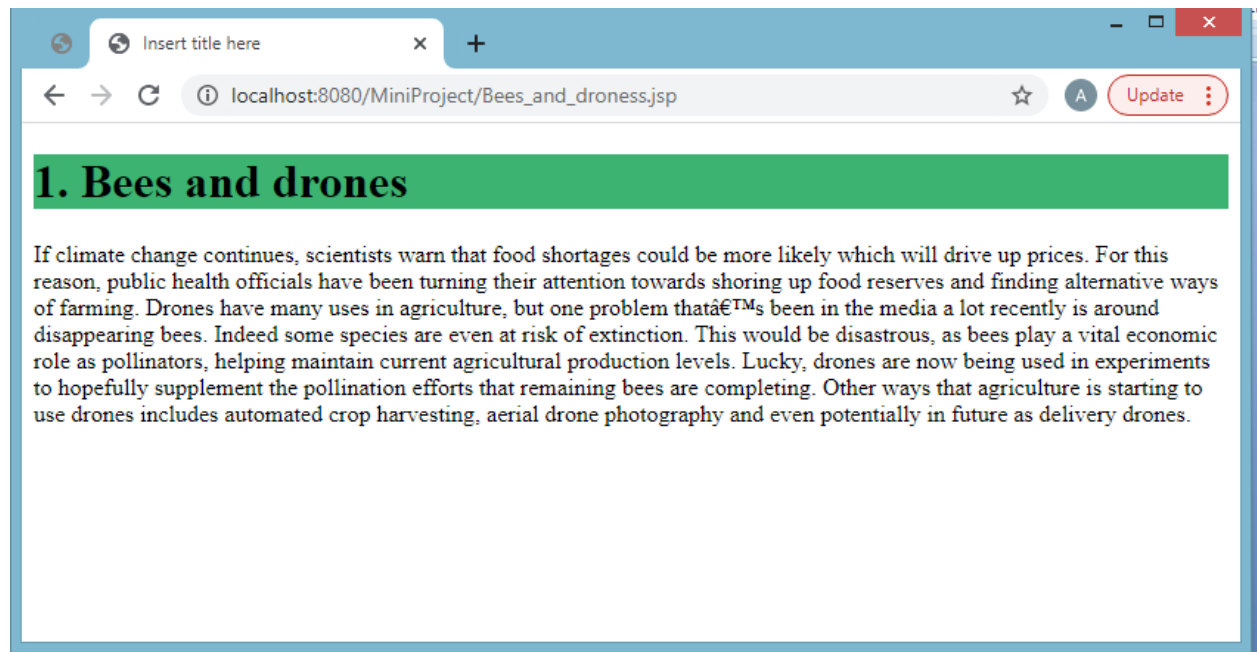 Insert title here
localhost:8080/MiniProject/Bees_and_droness.jsp
A
Update
1. Bees and drones
If climate change continues, scientists warn that food shortages could be more likely which will drive up prices. For this
reason, public health officials have been turning their attention towards shoring up food reserves and finding alternative ways
of farming. Drones have many uses in agriculture, but one problem thatâ€™s been in the media a lot recently is around
disappearing bees. Indeed some species are even at risk of extinction. This would be disastrous, as bees play a vital economic
role as pollinators, helping maintain current agricultural production levels. Lucky, drones are now being used in experiments
to hopefully supplement the pollination efforts that remaining bees are completing. Other ways that agriculture is starting to
use drones includes automated crop harvesting, aerial drone photography and even potentially in future as delivery drones.